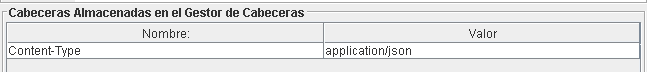 Cabeceras Almacenadas en el Gestor de Cabeceras
Nombre: Valor
Content-Type application/json